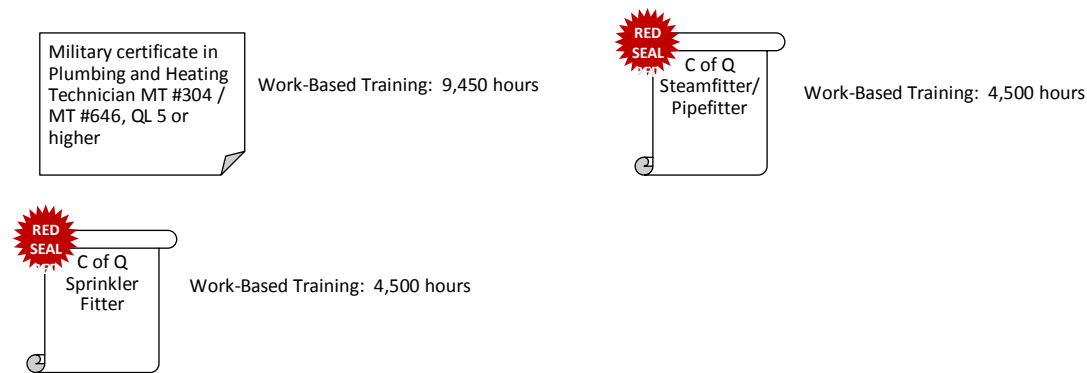 Military certificate in
Plumbing and Heating
Technician MT #304 /
MT #646, QL 5 or
higher
Work-Based Training:  9,450 hours
RED
SEAL
C of Q
Steamfitter/
Pipefitter
Work-Based Training:  4,500 hours
RED
SEAL
C of Q
Sprinkler
Fitter
Work-Based Training:  4,500 hours